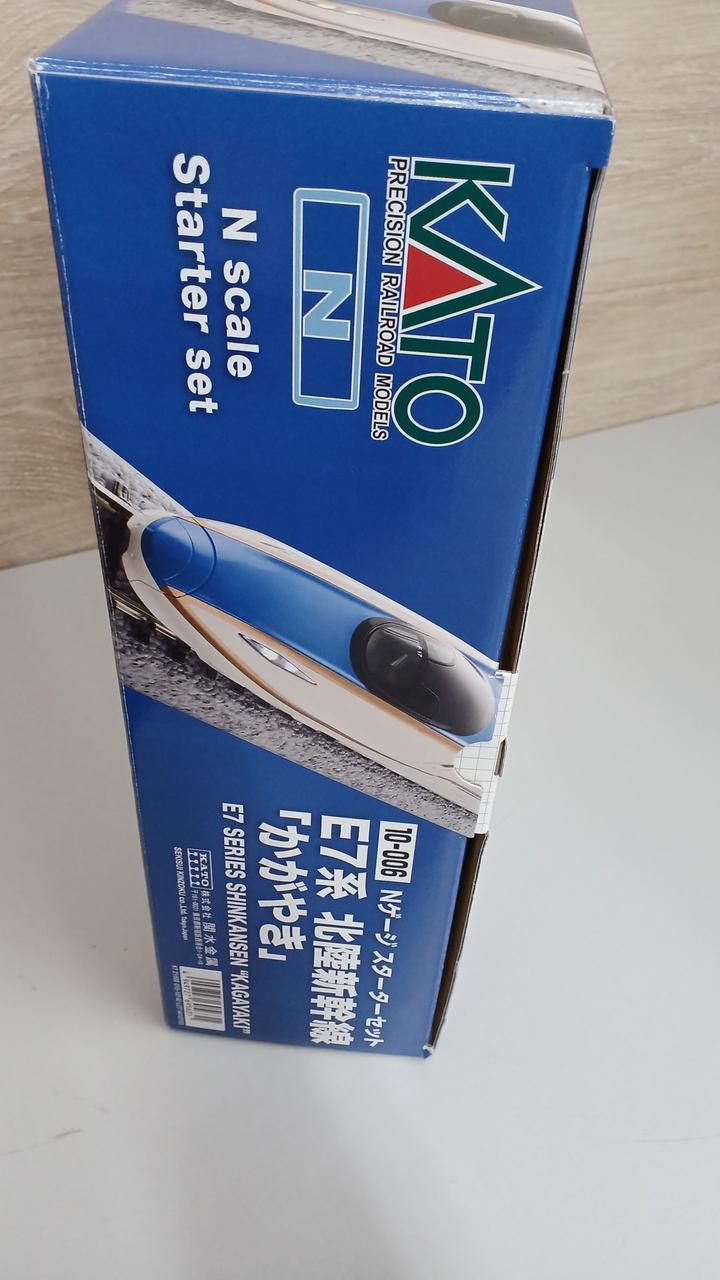 KATO
PRECISION RAILROAD MODELS
N
N scale
Starter set
10-006 Nゲージ スターターセット
E7系 北陸新幹線
「かがやき」
E7 SERIES SHINKANSEN "KAGAYAKI"
KATO 株式会社 関水金属
SEKISUI KINZOKU co.,Ltd. Tokyo-Japan